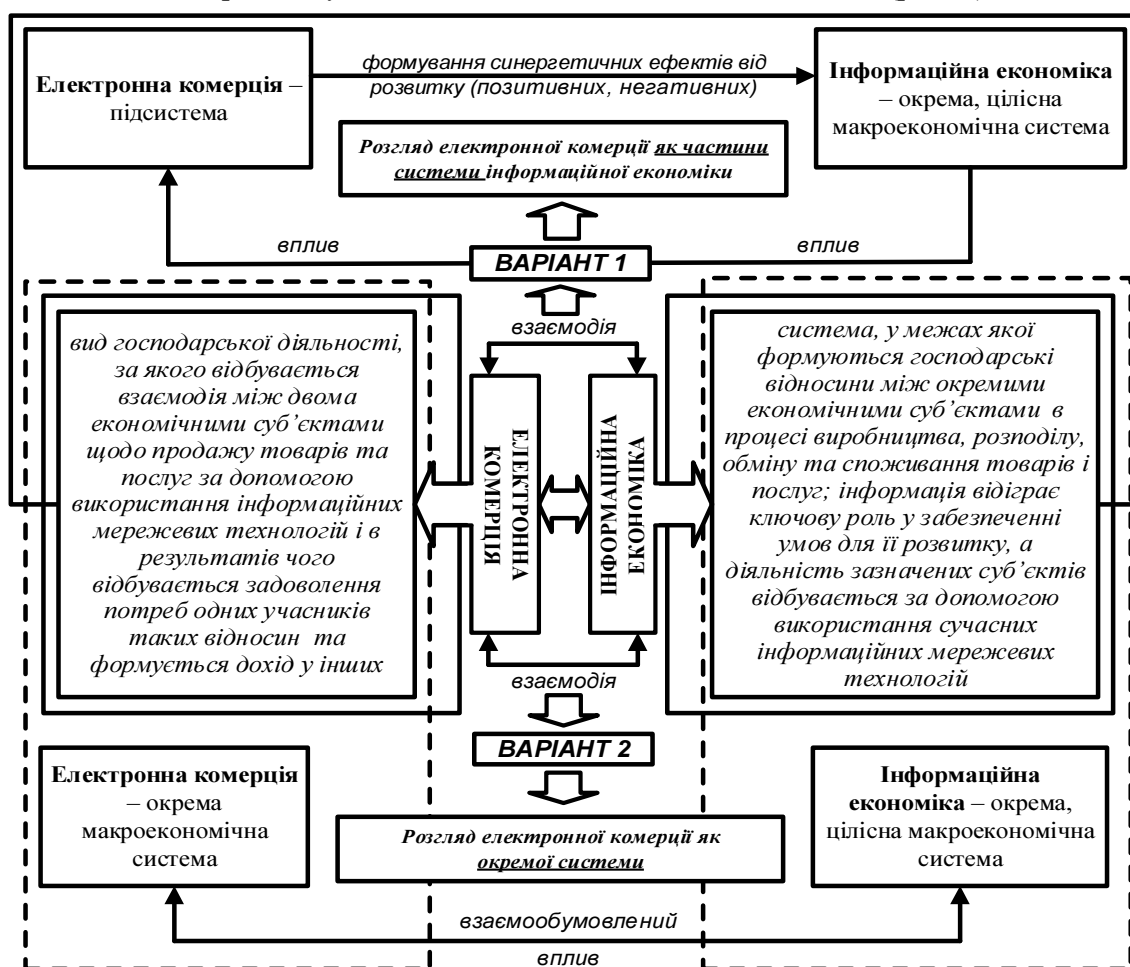 Електронна комерція –
підсистема
формування синергетичних ефектів від
розвитку (позитивних, негативних)
Інформаційна економіка
– окрема, цілісна
макроекономічна система
Розгляд електронної комерції як частини
системи інформаційної економіки
вплив
ВАРІАНТ 1
вплив
взаємодія
вид господарської діяльності,
за якого відбувається
взаємодія між двома
економічними суб’єктами
щодо продажу товарів та
послуг за допомогою
використання інформаційних
мережевих технологій і в
результатів чого
відбувається задоволення
потреб одних учасників
таких відносин та
формується дохід у інших
ЕЛЕКТРОННА
КОМЕРЦІЯ
ІНФОРМАЦІЙНА
ЕКОНОМІКА
система, у межах якої
формуються господарські
відносини між окремими
економічними суб’єктами в
процесі виробництва, розподілу,
обміну та споживання товарів і
послуг; інформація відіграє
ключову роль у забезпеченні
умов для її розвитку, а
діяльність зазначених суб’єктів
відбувається за допомогою
використання сучасних
інформаційних мережевих
технологій
взаємодія
ВАРІАНТ 2
Електронна комерція
– окрема
макроекономічна
система
Розгляд електронної комерції як
окремої системи
Інформаційна
економіка – окрема,
цілісна макроекономічна
система
взаємообумовлений
вплив